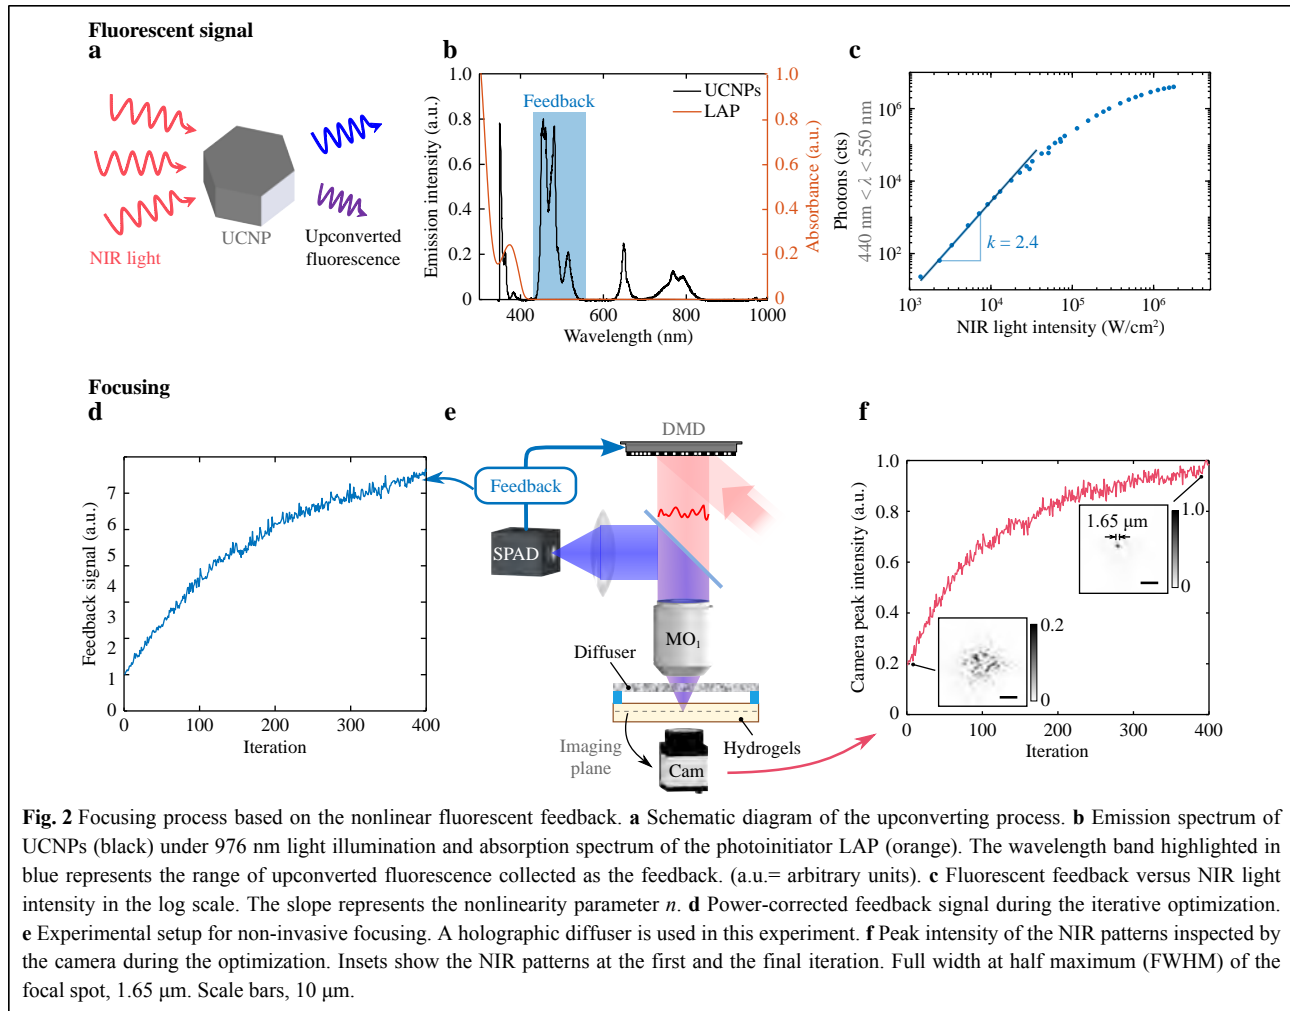 Fluorescent signal
a
NIR light
UCNP
Upconverted
fluorescence
b
Emission intensity (a.u.)
1.0
0.8
0.6
0.4
0.2
0
Feedback
UCNPs
LAP
1.0
0.8
0.6
0.4
0.2
0
Absorbance (a.u.)
400 600 800 1000
Wavelength (nm)
c
Photons (cts)
440 nm < λ < 550 nm
10⁶
10⁴
10²
k = 2.4
10³ 10⁴ 10⁵ 10⁶
NIR light intensity (W/cm²)
Focusing
d
Feedback signal (a.u.)
7
6
5
4
3
2
1
0
0 100 200 300 400
Iteration
e
DMD
Feedback
SPAD
MO₁
Diffuser
Imaging
plane
Hydrogels
Cam
f
Camera peak intensity (a.u.)
1.0
0.8
0.6
0.4
0.2
0
1.65 μm
1.0
0
0.2
0
0 100 200 300 400
Iteration
Fig. 2 Focusing process based on the nonlinear fluorescent feedback. a Schematic diagram of the upconverting process. b Emission spectrum of
UCNPs (black) under 976 nm light illumination and absorption spectrum of the photoinitiator LAP (orange). The wavelength band highlighted in
blue represents the range of upconverted fluorescence collected as the feedback. (a.u.= arbitrary units). c Fluorescent feedback versus NIR light
intensity in the log scale. The slope represents the nonlinearity parameter n. d Power-corrected feedback signal during the iterative optimization.
e Experimental setup for non-invasive focusing. A holographic diffuser is used in this experiment. f Peak intensity of the NIR patterns inspected by
the camera during the optimization. Insets show the NIR patterns at the first and the final iteration. Full width at half maximum (FWHM) of the
focal spot, 1.65 μm. Scale bars, 10 μm.